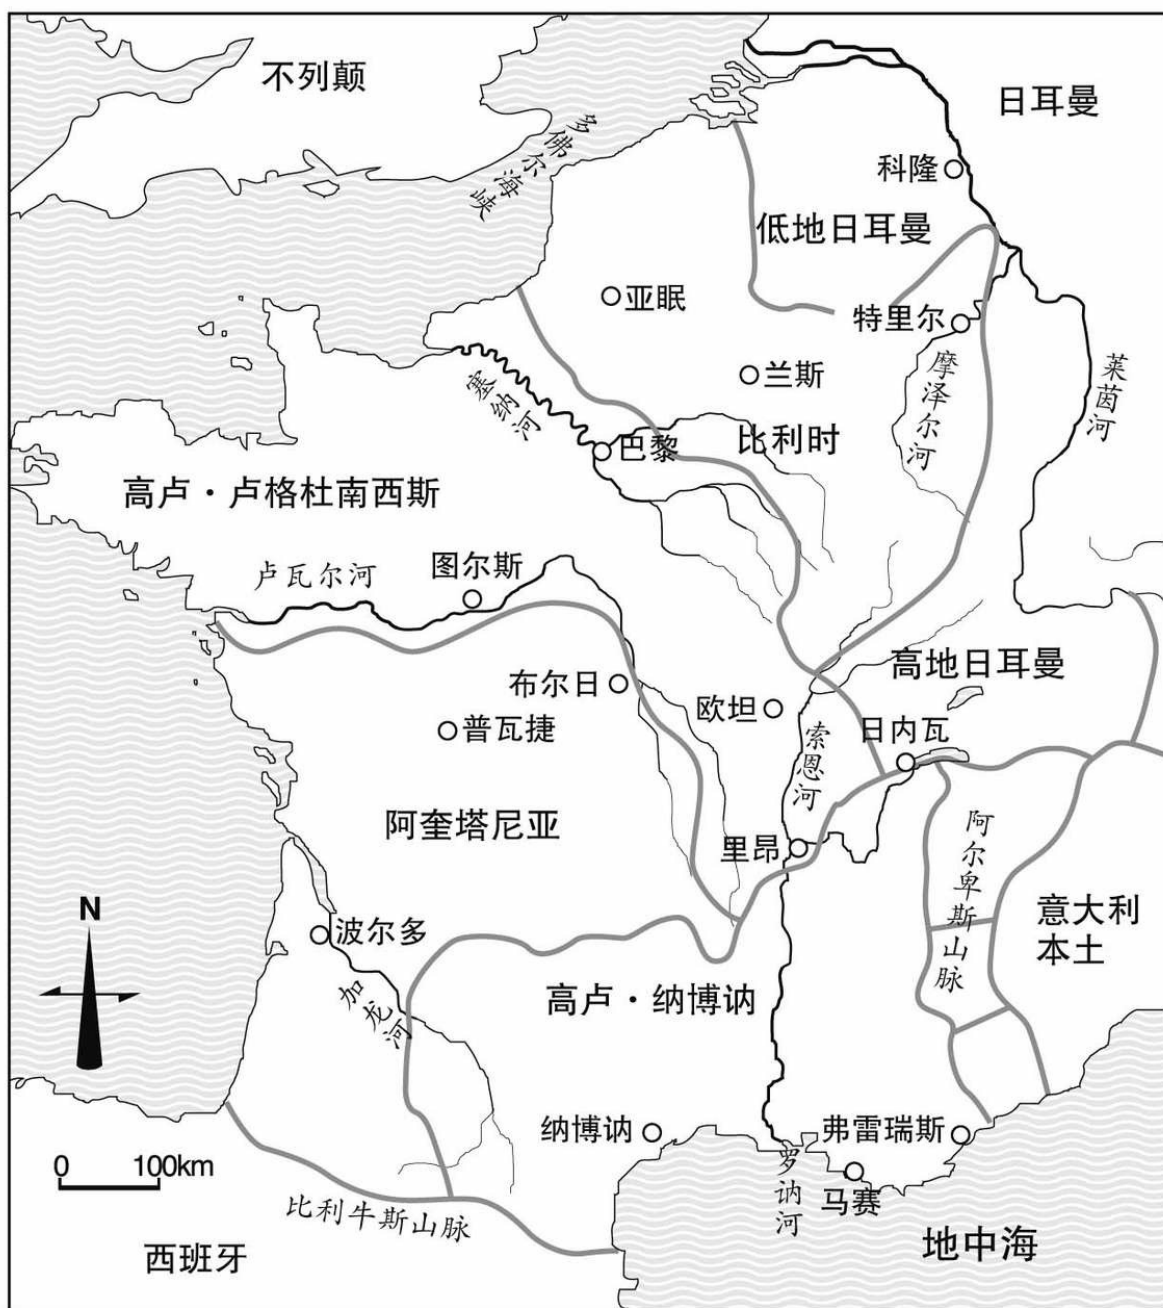 不列颠
日耳曼
多佛尔海峡
科隆
低地日耳曼
亚眠
特里尔
兰斯
摩泽尔河
莱茵河
塞纳河
巴黎
比利时
高卢·卢格杜南西斯
卢瓦尔河
图尔斯
高地日耳曼
布尔日
欧坦
普瓦捷
索恩河
日内瓦
阿奎塔尼亚
里昂
阿尔卑斯山脉
N
波尔多
意大利
本土
加龙河
高卢·纳博讷
纳博讷
弗雷瑞斯
0 100km
罗讷河
马赛
比利牛斯山脉
西班牙
地中海